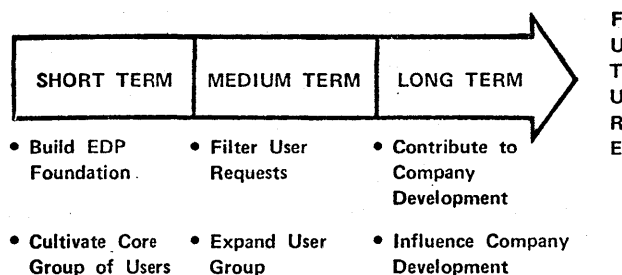 SHORT TERM
MEDIUM TERM
LONG TERM
FUTURE
• Build EDP
Foundation
• Cultivate Core
Group of Users
• Filter User
Requests
• Expand User
Group
• Contribute to
Company
Development
• Influence Company
Development